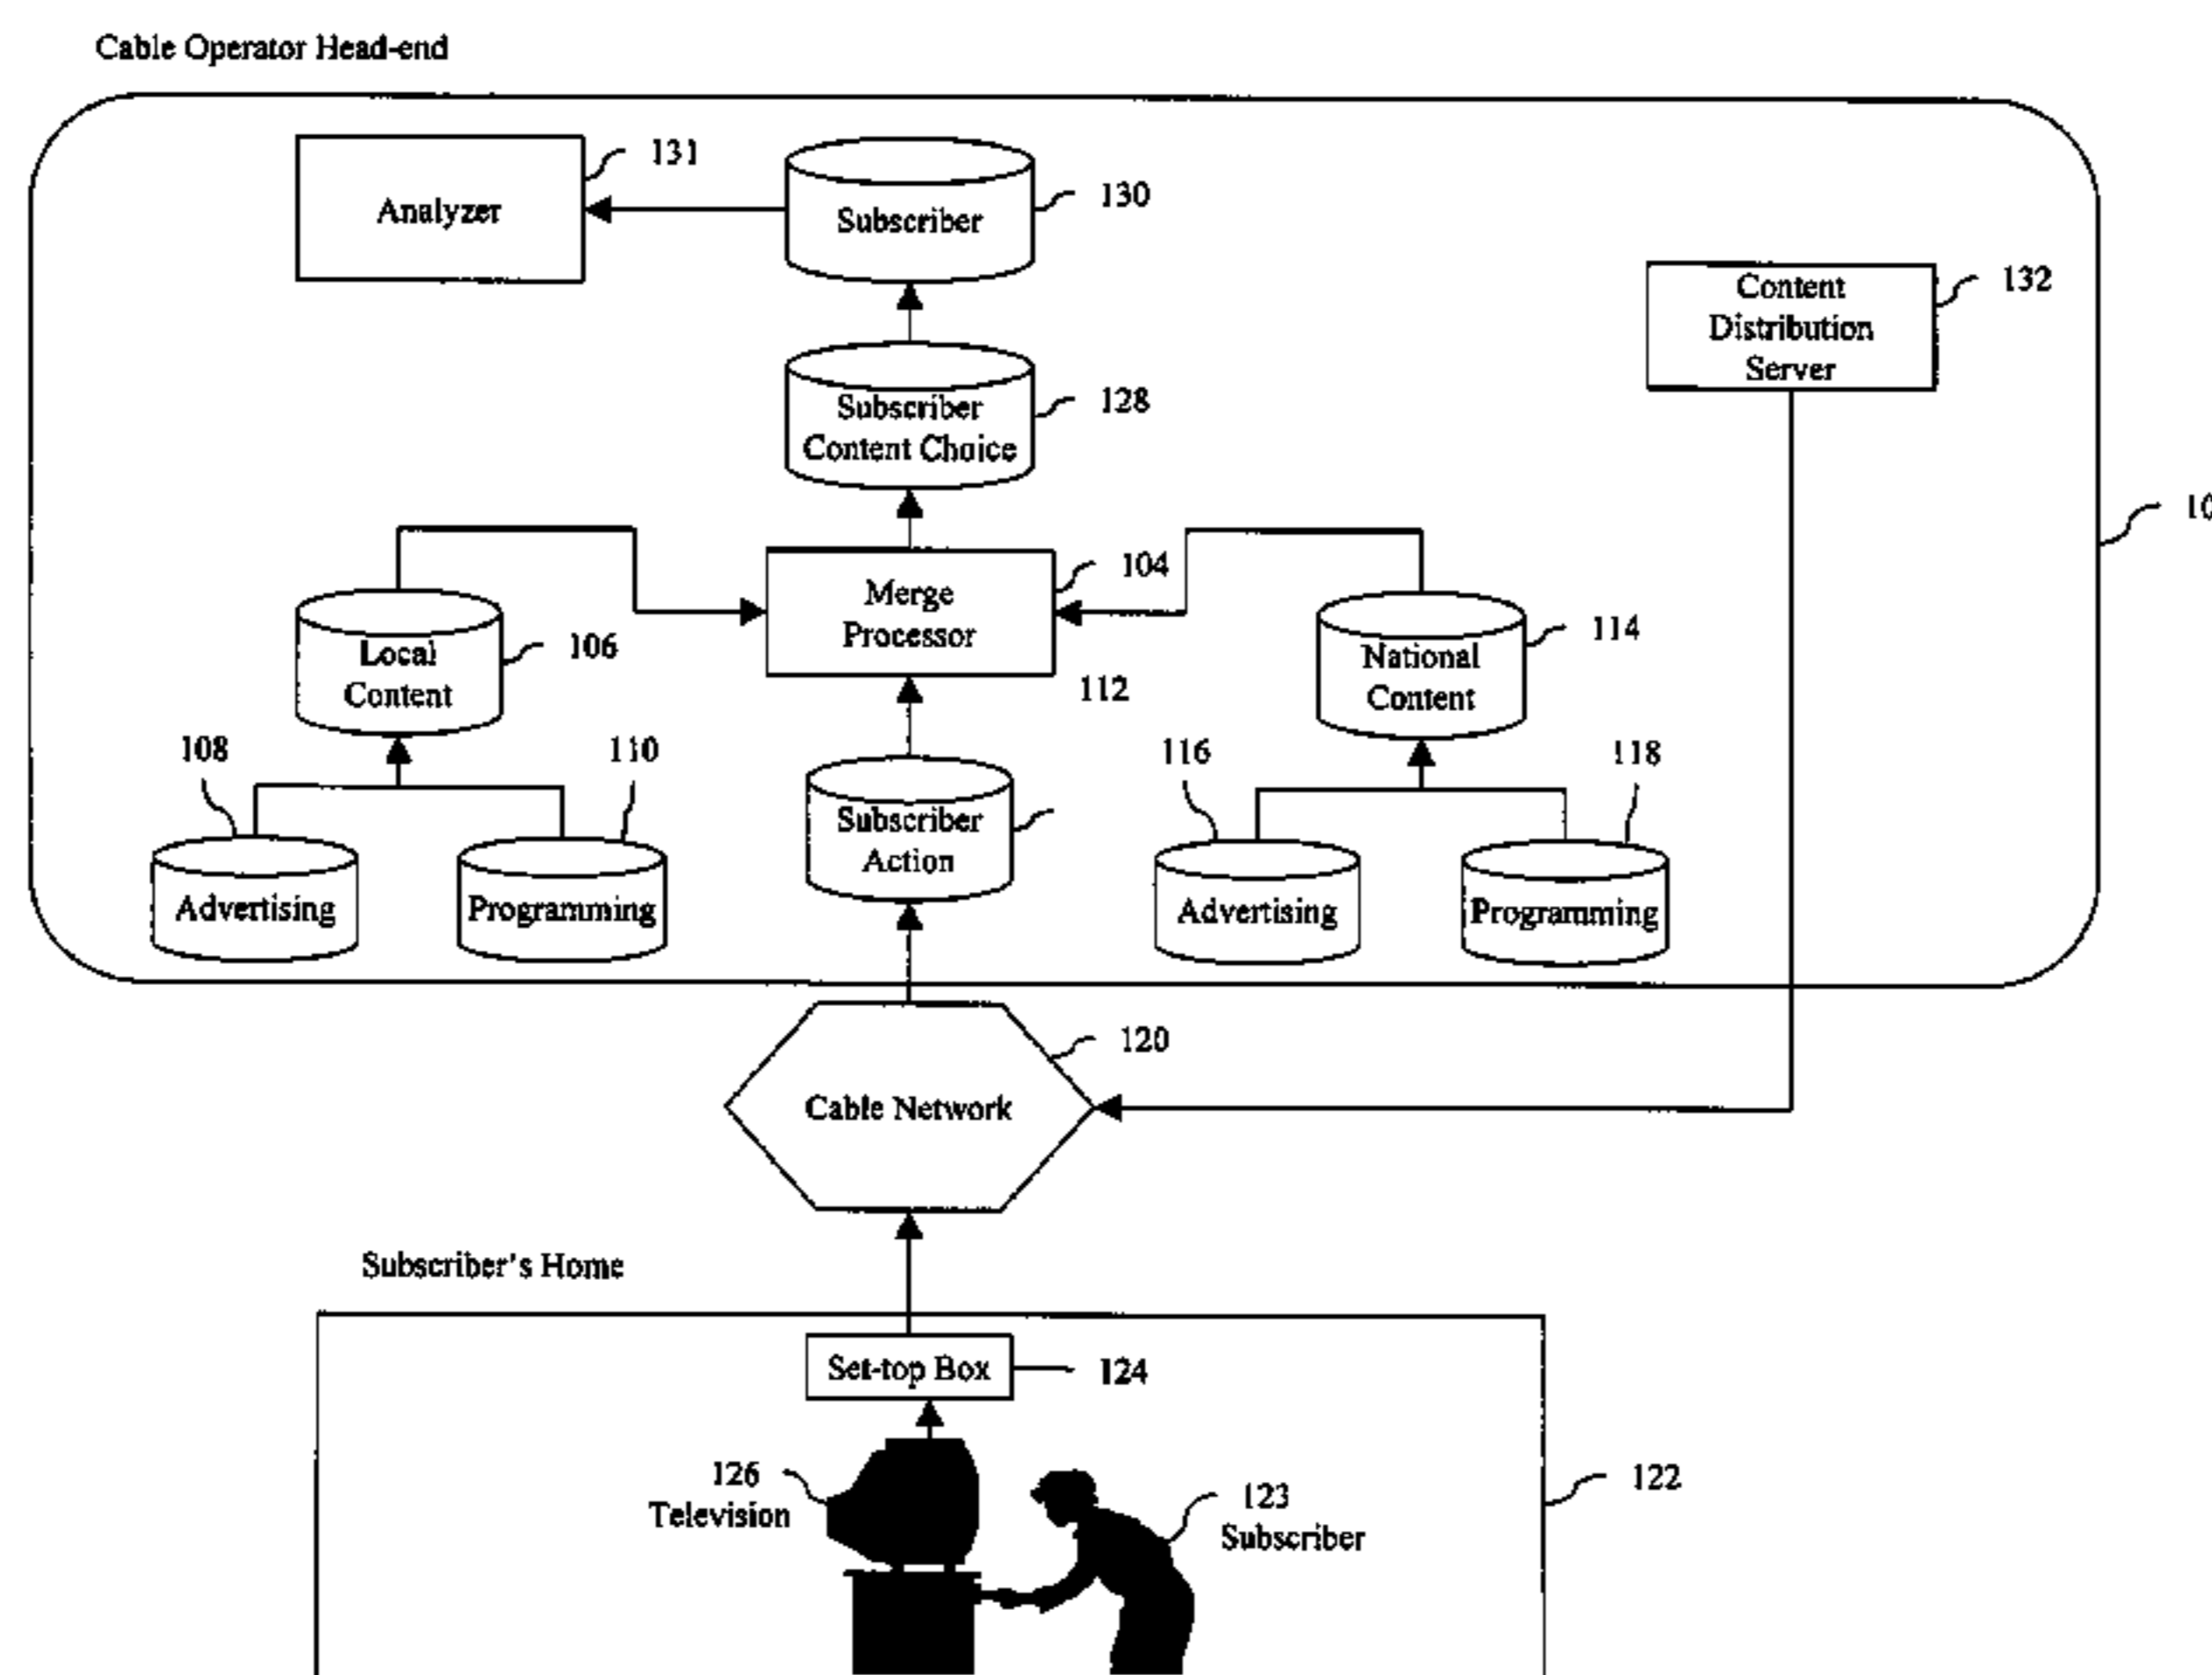 Cable Operator Head-end
131
Analyzer
130
Subscriber
132
Content
Distribution
Server
128
Subscriber
Content Choice
10
104
Merge
Processor
106
Local
Content
114
National
Content
112
108
110
116
118
Subscriber
Action
Advertising
Programming
Advertising
Programming
120
Cable Network
Subscriber's Home
Set-top Box
124
126
Television
123
Subscriber
122